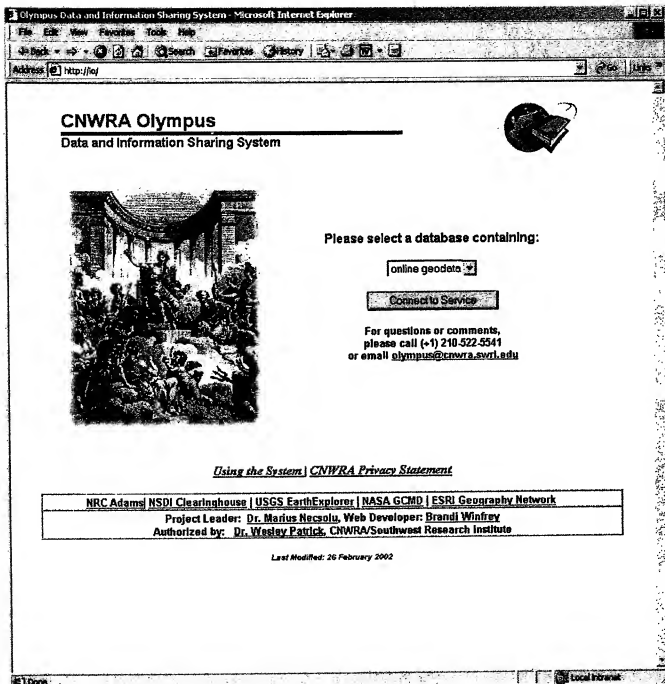 Olympus Data and Information Sharing System - Microsoft Internet Explorer
File Edit View Favorites Tools Help
Back Search Favorites History
Address http://io/ Go Links
CNWRA Olympus
Data and Information Sharing System
Please select a database containing:
online geodata
Connect to Service
For questions or comments,
please call (+1) 210-522-5541
or email olympus@cnwra.swri.edu
Using the System | CNWRA Privacy Statement
NRC Adams| NSDI Clearinghouse | USGS EarthExplorer | NASA GCMD | ESRI Geography Network
Project Leader: Dr. Marius Necsoiu, Web Developer: Brandi Winfrey
Authorized by: Dr. Wesley Patrick, CNWRA/Southwest Research Institute
Last Modified: 26 February 2002
Done Local intranet